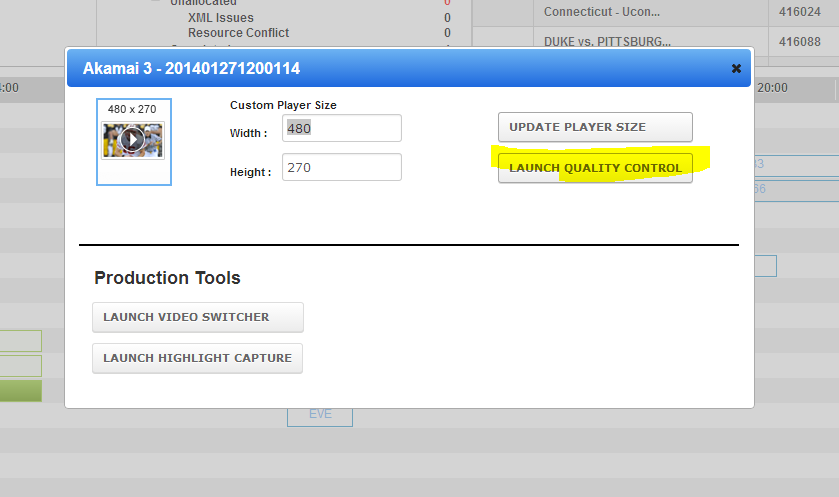 Unallocated 0
XML Issues 0
Resource Conflict 0
Connecticut - Ucon... 416024
DUKE vs. PITTSBURG... 416088
Akamai 3 - 201401271200114
:00
20:00
480 x 270
Custom Player Size
Width : 480
Height : 270
UPDATE PLAYER SIZE
LAUNCH QUALITY CONTROL
Production Tools
LAUNCH VIDEO SWITCHER
LAUNCH HIGHLIGHT CAPTURE
EVE